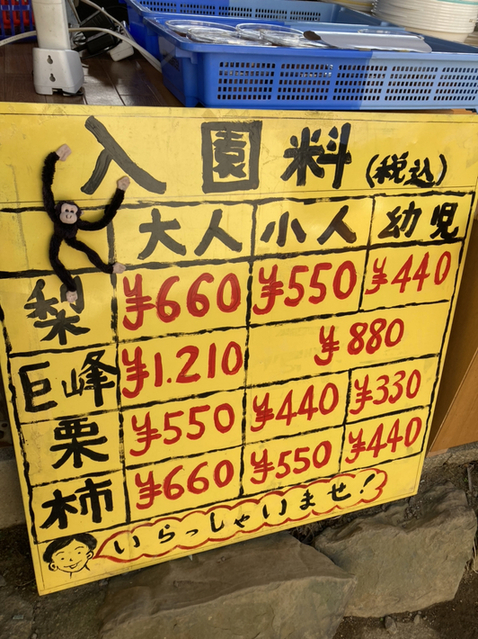 入園料(税込)
大人 小人 幼児
梨 ¥660 ¥550 ¥440
巨峰 ¥1.210 ¥880
栗 ¥550 ¥440 ¥330
柿 ¥660 ¥550 ¥440
いらっしゃいませ!